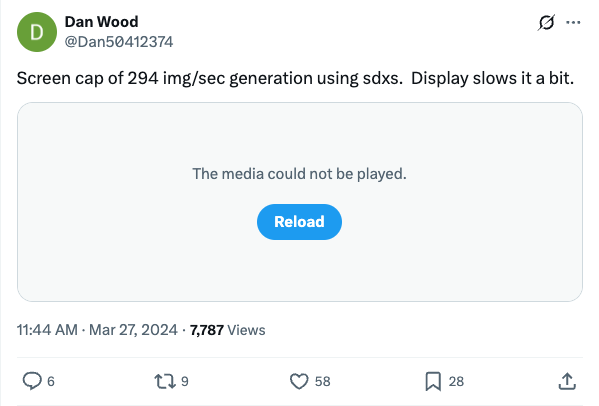 D
Dan Wood
@Dan50412374
Screen cap of 294 img/sec generation using sdxs.  Display slows it a bit.
The media could not be played.
Reload
11:44 AM · Mar 27, 2024 · 7,787 Views
6 9 58 28